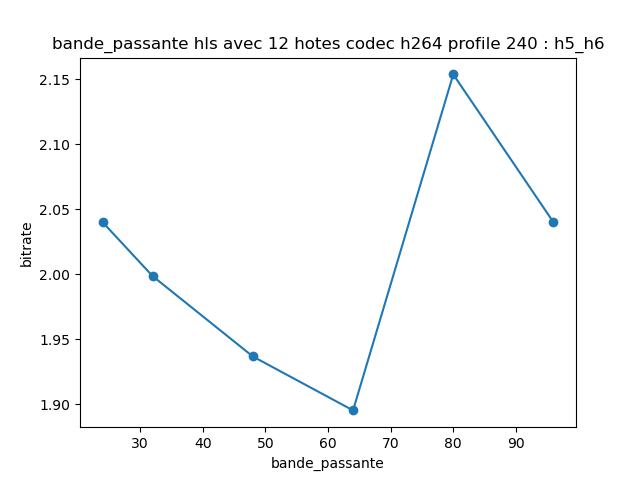 bande_passante hls avec 12 hotes codec h264 profile 240 : h5_h6
2.15
2.10
2.05
2.00
1.95
1.90
bitrate
30 40 50 60 70 80 90
bande_passante